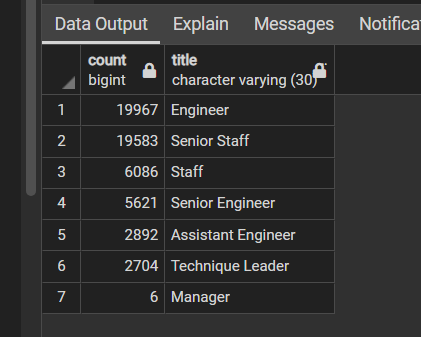 Data Output Explain Messages Notifica
count title
bigint character varying (30)
1 19967 Engineer
2 19583 Senior Staff
3 6086 Staff
4 5621 Senior Engineer
5 2892 Assistant Engineer
6 2704 Technique Leader
7 6 Manager